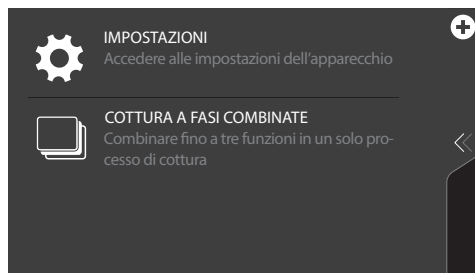 IMPOSTAZIONI
Accedere alle impostazioni dell'apparecchio
COTTURA A FASI COMBINATE
Combinare fino a tre funzioni in un solo pro-
cesso di cottura